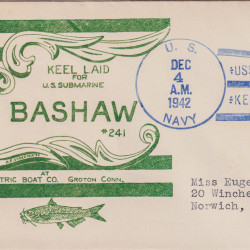 KEEL LAID
FOR
U.S. SUBMARINE
BASHAW
#241
AT
TRIC BOAT CO. GROTON CONN.
U. S.
DEC
4
A.M.
1942
NAVY
Miss Euge
20 Winche
Norwich,